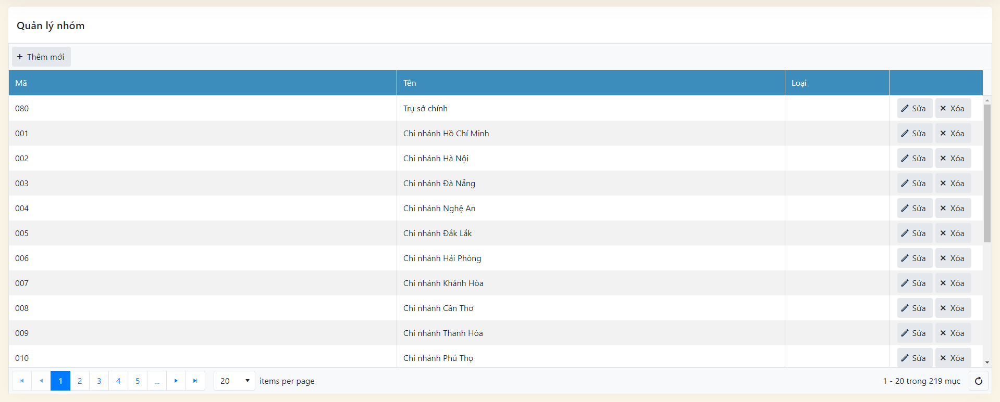 Quản lý nhóm
+ Thêm mới
Mã Tên Loại
080 Trụ sở chính Sửa Xóa
001 Chi nhánh Hồ Chí Minh Sửa Xóa
002 Chi nhánh Hà Nội Sửa Xóa
003 Chi nhánh Đà Nẵng Sửa Xóa
004 Chi nhánh Nghệ An Sửa Xóa
005 Chi nhánh Đắk Lắk Sửa Xóa
006 Chi nhánh Hải Phòng Sửa Xóa
007 Chi nhánh Khánh Hòa Sửa Xóa
008 Chi nhánh Cần Thơ Sửa Xóa
009 Chi nhánh Thanh Hóa Sửa Xóa
010 Chi nhánh Phú Thọ Sửa Xóa
1 2 3 4 5 ... 20 items per page 1 - 20 trong 219 mục